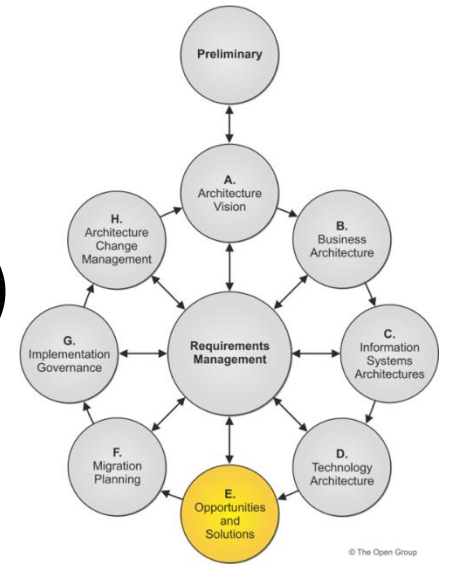 Preliminary
A.
Architecture
Vision
B.
Business
Architecture
C.
Information
Systems
Architectures
D.
Technology
Architecture
E.
Opportunities
and
Solutions
F.
Migration
Planning
G.
Implementation
Governance
H.
Architecture
Change
Management
Requirements
Management
© The Open Group